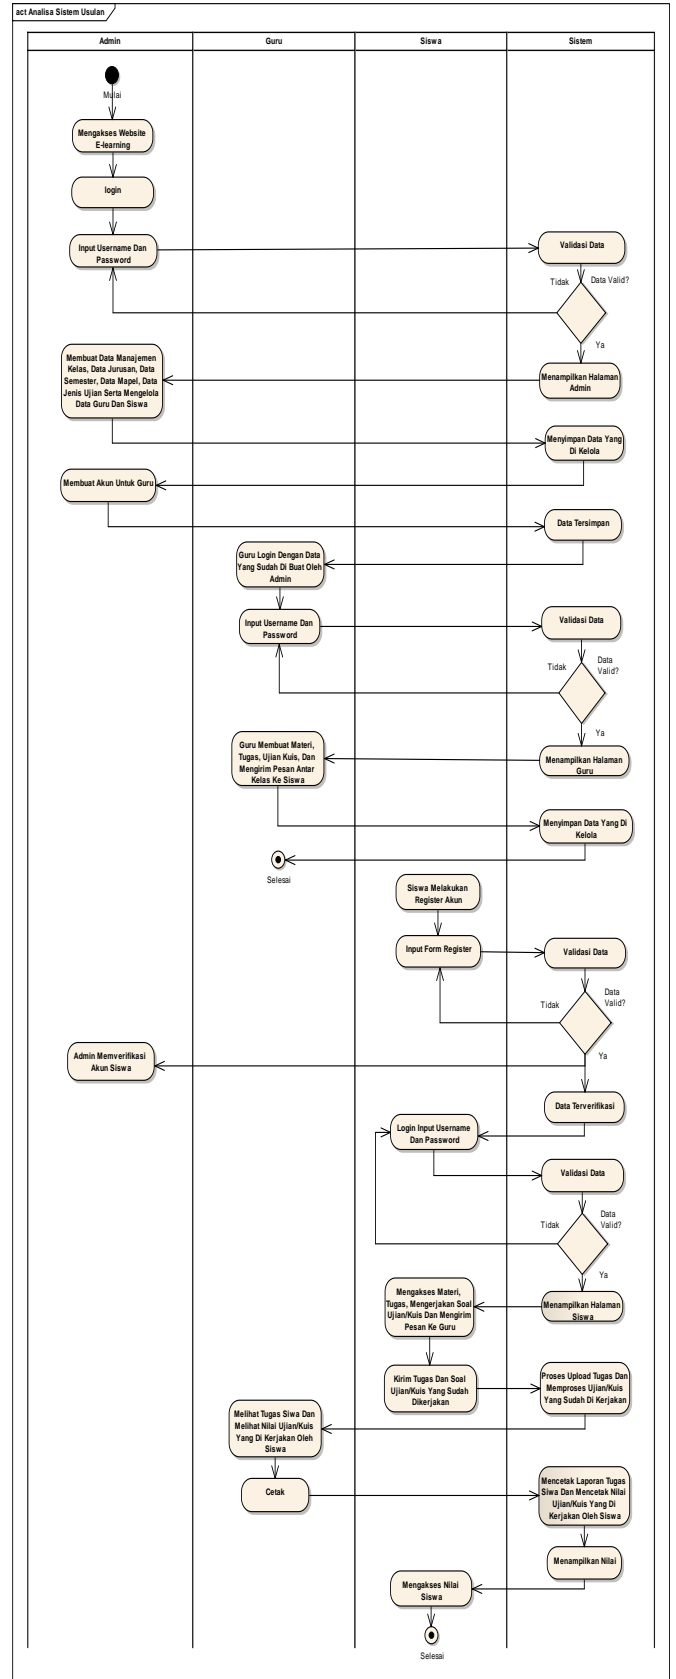 act Analisa Sistem Usulan
Admin
Guru
Siswa
Sistem
Mulai
Mengakses Website
E-learning
login
Input Username Dan
Password
Validasi Data
Tidak
Data Valid?
Ya
Membuat Data Manajemen
Kelas, Data Jurusan, Data
Semester, Data Mapel, Data
Jenis Ujian Serta Mengelola
Data Guru Dan Siswa
Menampilkan Halaman
Admin
Menyimpan Data Yang
Di Kelola
Membuat Akun Untuk Guru
Data Tersimpan
Guru Login Dengan Data
Yang Sudah Di Buat Oleh
Admin
Input Username Dan
Password
Validasi Data
Tidak
Data
Valid?
Ya
Guru Membuat Materi,
Tugas, Ujian Kuis, Dan
Mengirim Pesan Antar
Kelas Ke Siswa
Menampilkan Halaman
Guru
Menyimpan Data Yang Di
Kelola
Selesai
Siswa Melakukan
Register Akun
Input Form Register
Validasi Data
Tidak
Data
Valid?
Ya
Admin Memverifikasi
Akun Siswa
Data Terverifikasi
Login Input Username
Dan Password
Validasi Data
Tidak
Data
Valid?
Ya
Mengakses Materi,
Tugas, Mengerjakan Soal
Ujian/Kuis Dan Mengirim
Pesan Ke Guru
Menampilkan Halaman
Siswa
Kirim Tugas Dan Soal
Ujian/Kuis Yang Sudah
Dikerjakan
Proses Upload Tugas Dan
Memproses Ujian/Kuis
Yang Sudah Di Kerjakan
Melihat Tugas Siwa Dan
Melihat Nilai Ujian/Kuis
Yang Di Kerjakan Oleh
Siswa
Cetak
Mencetak Laporan Tugas
Siwa Dan Mencetak Nilai
Ujian/Kuis Yang Di
Kerjakan Oleh Siswa
Menampilkan Nilai
Mengakses Nilai
Siswa
Selesai